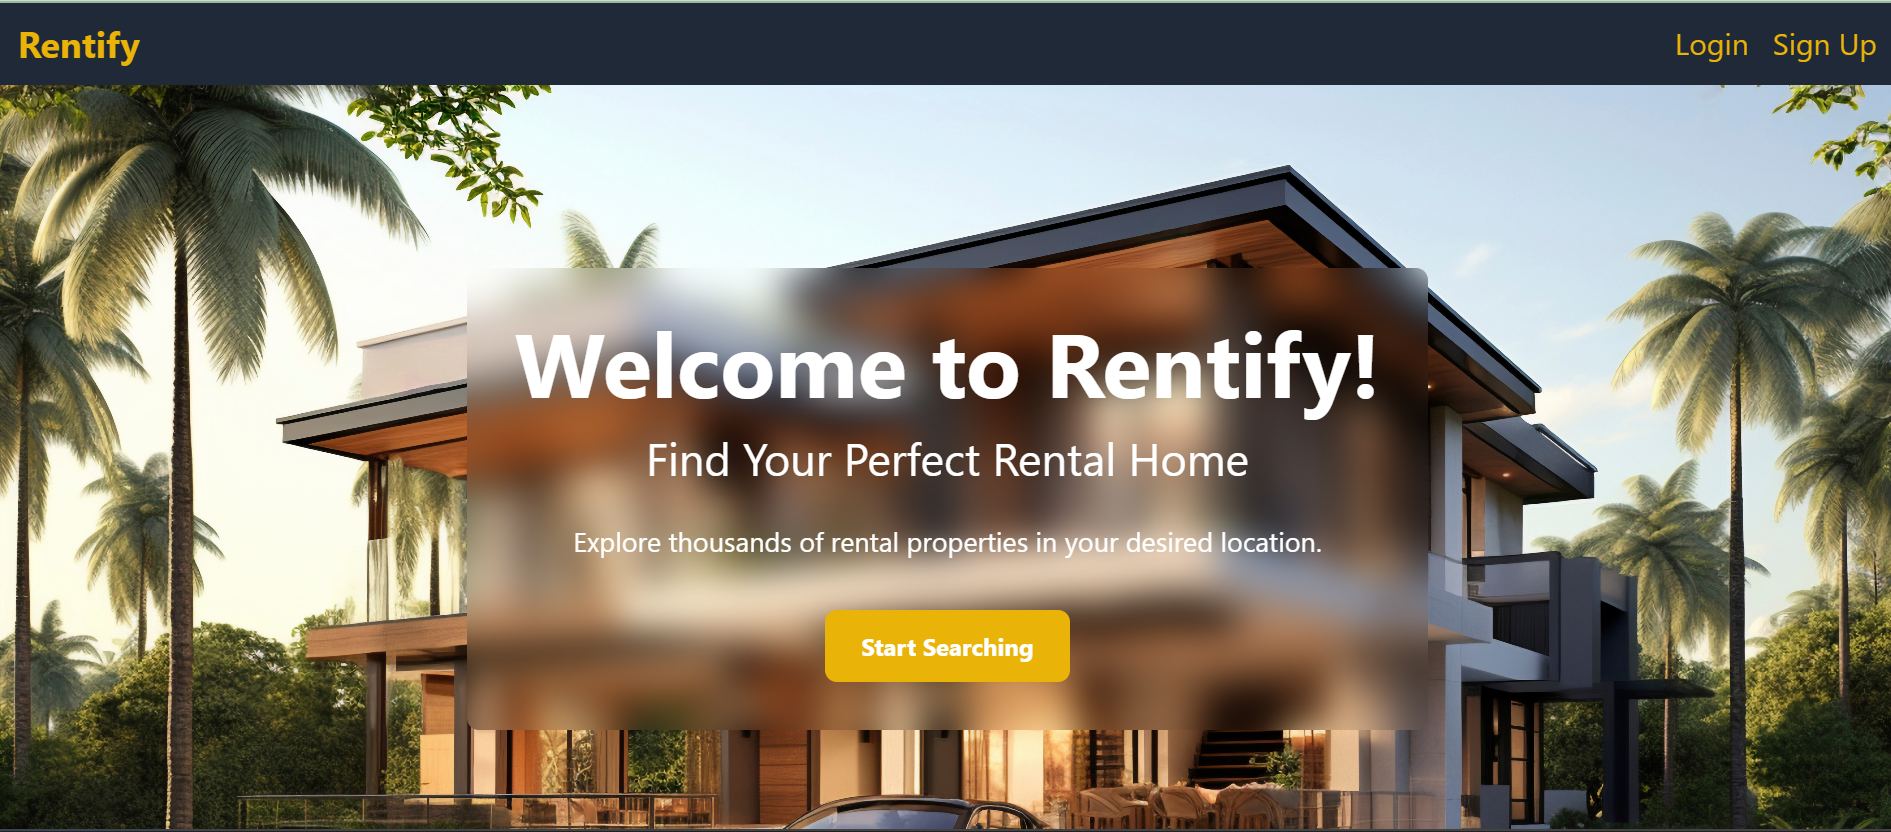 Rentify
Login Sign Up
Welcome to Rentify!
Find Your Perfect Rental Home
Explore thousands of rental properties in your desired location.
Start Searching